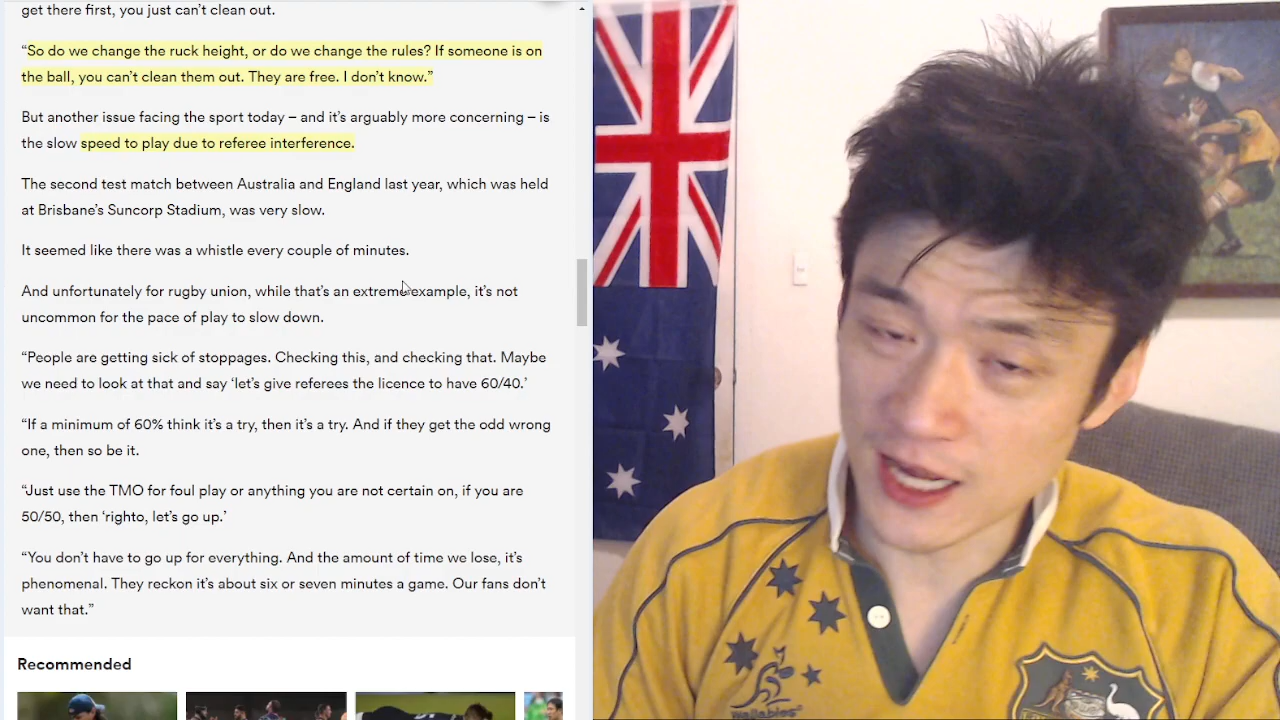 get there first, you just can’t clean out.
“So do we change the ruck height, or do we change the rules? If someone is on
the ball, you can’t clean them out. They are free. I don’t know.”
But another issue facing the sport today – and it’s arguably more concerning – is
the slow speed to play due to referee interference.
The second test match between Australia and England last year, which was held
at Brisbane’s Suncorp Stadium, was very slow.
It seemed like there was a whistle every couple of minutes.
And unfortunately for rugby union, while that’s an extreme example, it’s not
uncommon for the pace of play to slow down.
“People are getting sick of stoppages. Checking this, and checking that. Maybe
we need to look at that and say ‘let’s give referees the licence to have 60/40.’
“If a minimum of 60% think it’s a try, then it’s a try. And if they get the odd wrong
one, then so be it.
“Just use the TMO for foul play or anything you are not certain on, if you are
50/50, then ‘righto, let’s go up.’
“You don’t have to go up for everything. And the amount of time we lose, it’s
phenomenal. They reckon it’s about six or seven minutes a game. Our fans don’t
want that.”
Recommended
Wallabies